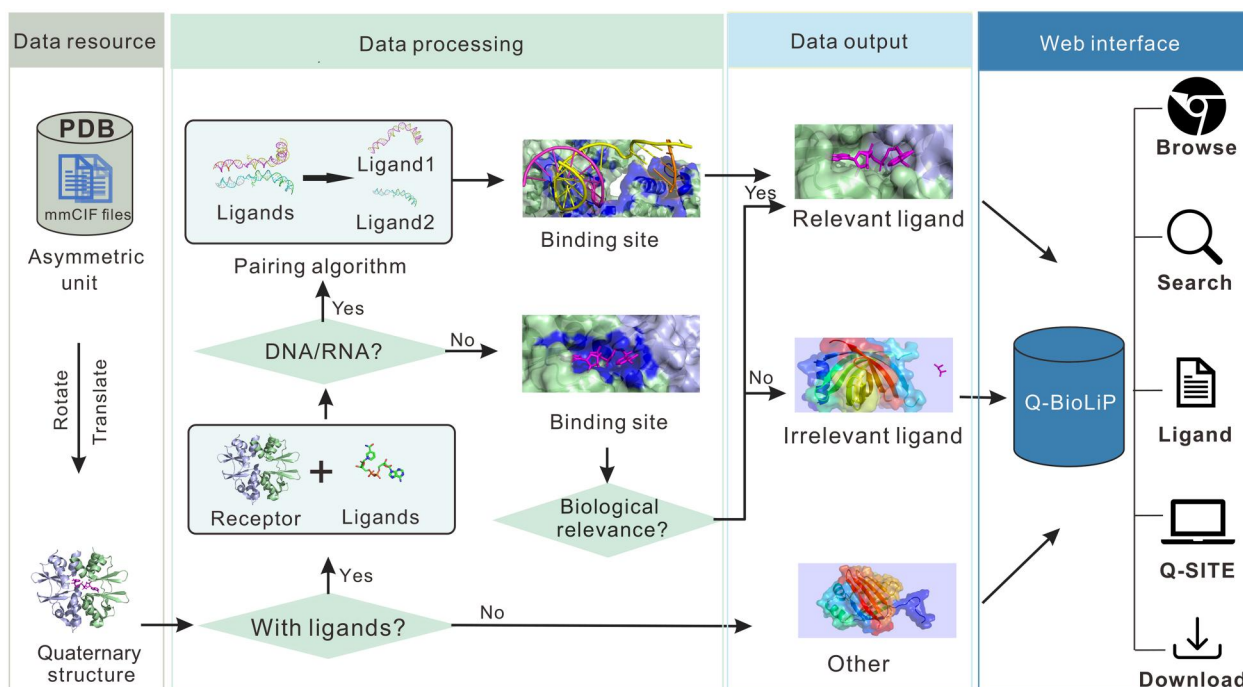 Data resource
Data processing
Data output
Web interface
PDB
mmCIF files
Asymmetric
unit
Rotate
Translate
Quaternary
structure
Ligands
Ligand1
Ligand2
Pairing algorithm
Yes
DNA/RNA?
No
Receptor
+
Ligands
Yes
With ligands?
No
Binding site
Binding site
Biological
relevance?
Yes
No
Relevant ligand
Irrelevant ligand
Other
Q-BioLiP
Browse
Search
Ligand
Q-SITE
Download